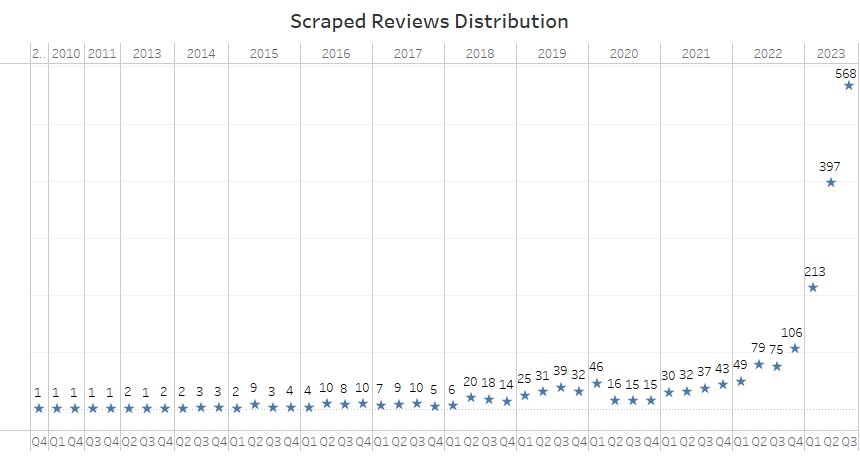 Scraped Reviews Distribution
2.. 2010 2011 2013 2014 2015 2016 2017 2018 2019 2020 2021 2022 2023
1 1 1 1 1 2 1 2 2 3 3 2 9 3 4 4 10 8 10 7 9 10 5 6 20 18 14 25 31 39 32 46 16 15 15 30 32 37 43 49 79 75 106 213 397 568
Q4 Q1 Q4 Q3 Q4 Q2 Q3 Q4 Q2 Q3 Q4 Q1 Q2 Q3 Q4 Q1 Q2 Q3 Q4 Q1 Q2 Q3 Q4 Q1 Q2 Q3 Q4 Q1 Q2 Q3 Q4 Q1 Q2 Q3 Q4 Q1 Q2 Q3 Q4 Q1 Q2 Q3 Q4 Q1 Q2 Q3